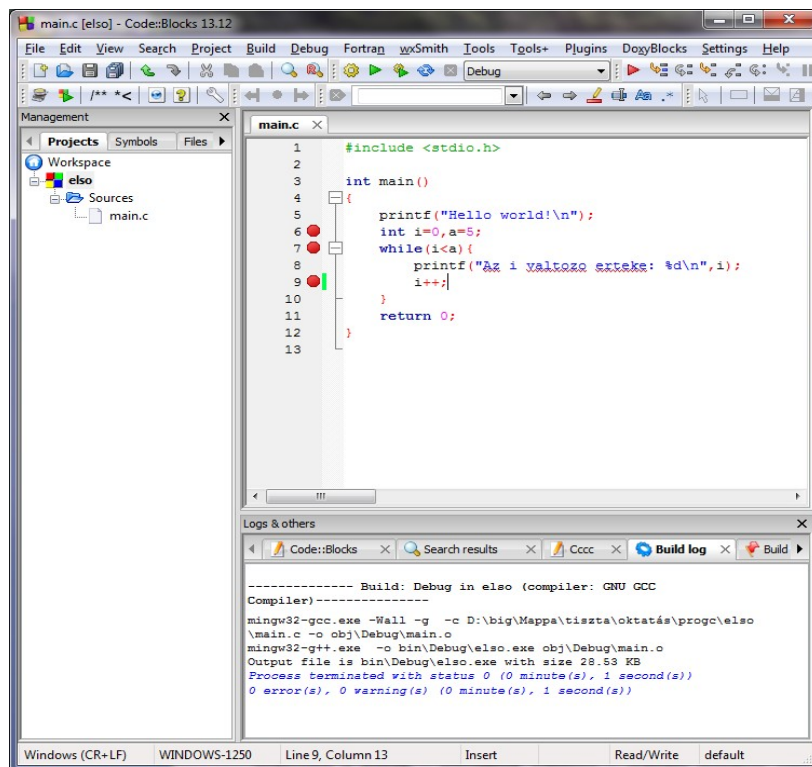 main.c [elso] - Code::Blocks 13.12
File Edit View Search Project Build Debug Fortran wxSmith Tools Tools+ Plugins DoxyBlocks Settings Help
Debug
/** *<
Aa .*
Management
Projects Symbols Files
Workspace
elso
Sources
main.c
main.c
1 #include <stdio.h>
2
3 int main()
4 {
5 printf("Hello world!\n");
6 int i=0,a=5;
7 while(i<a){
8 printf("Az i valtozo erteke: %d\n",i);
9 i++;
10 }
11 return 0;
12 }
13
Logs & others
Code::Blocks Search results Cccc Build log Build
-------------- Build: Debug in elso (compiler: GNU GCC
Compiler)---------------
mingw32-gcc.exe -Wall -g -c D:\big\Mappa\tiszta\oktatás\progc\elso
\main.c -o obj\Debug\main.o
mingw32-g++.exe -o bin\Debug\elso.exe obj\Debug\main.o
Output file is bin\Debug\elso.exe with size 28.53 KB
Process terminated with status 0 (0 minute(s), 1 second(s))
0 error(s), 0 warning(s) (0 minute(s), 1 second(s))
Windows (CR+LF) WINDOWS-1250 Line 9, Column 13 Insert Read/Write default